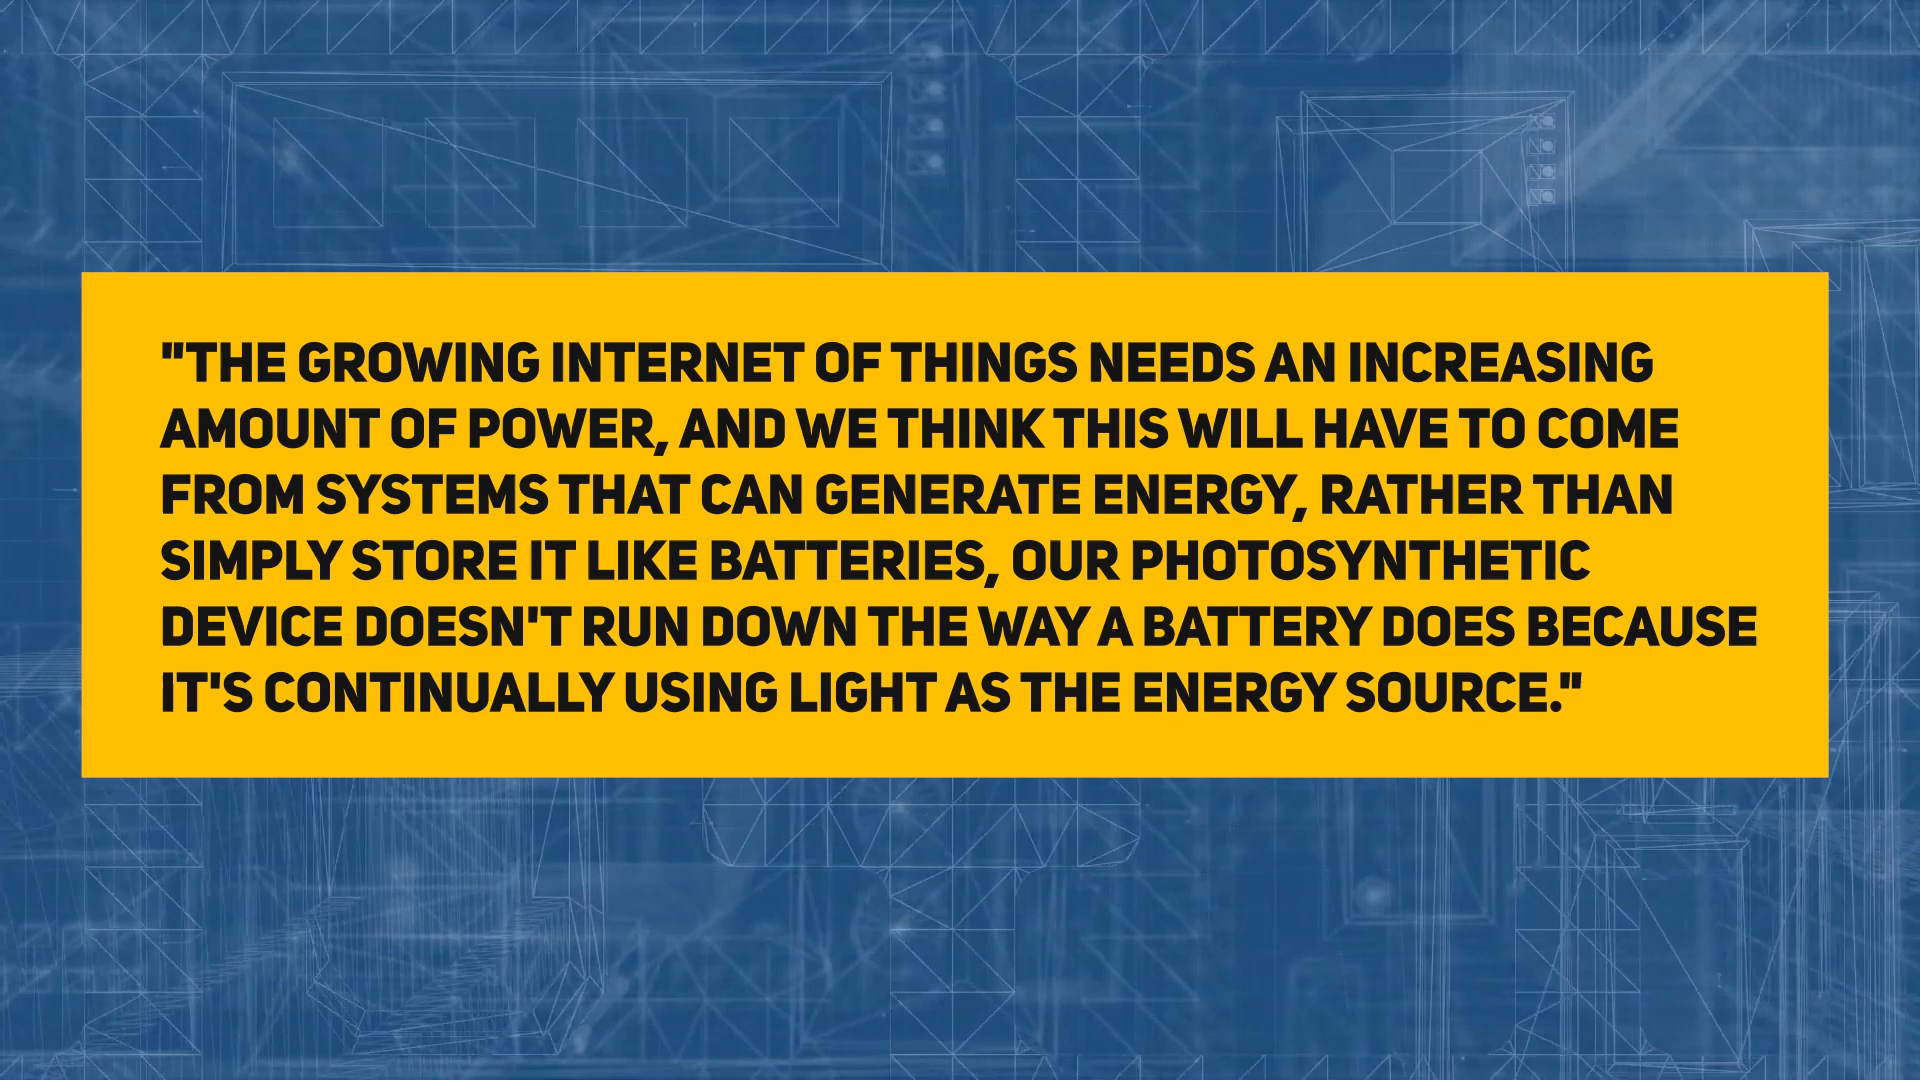 "THE GROWING INTERNET OF THINGS NEEDS AN INCREASING
AMOUNT OF POWER, AND WE THINK THIS WILL HAVE TO COME
FROM SYSTEMS THAT CAN GENERATE ENERGY, RATHER THAN
SIMPLY STORE IT LIKE BATTERIES, OUR PHOTOSYNTHETIC
DEVICE DOESN'T RUN DOWN THE WAY A BATTERY DOES BECAUSE
IT'S CONTINUALLY USING LIGHT AS THE ENERGY SOURCE."